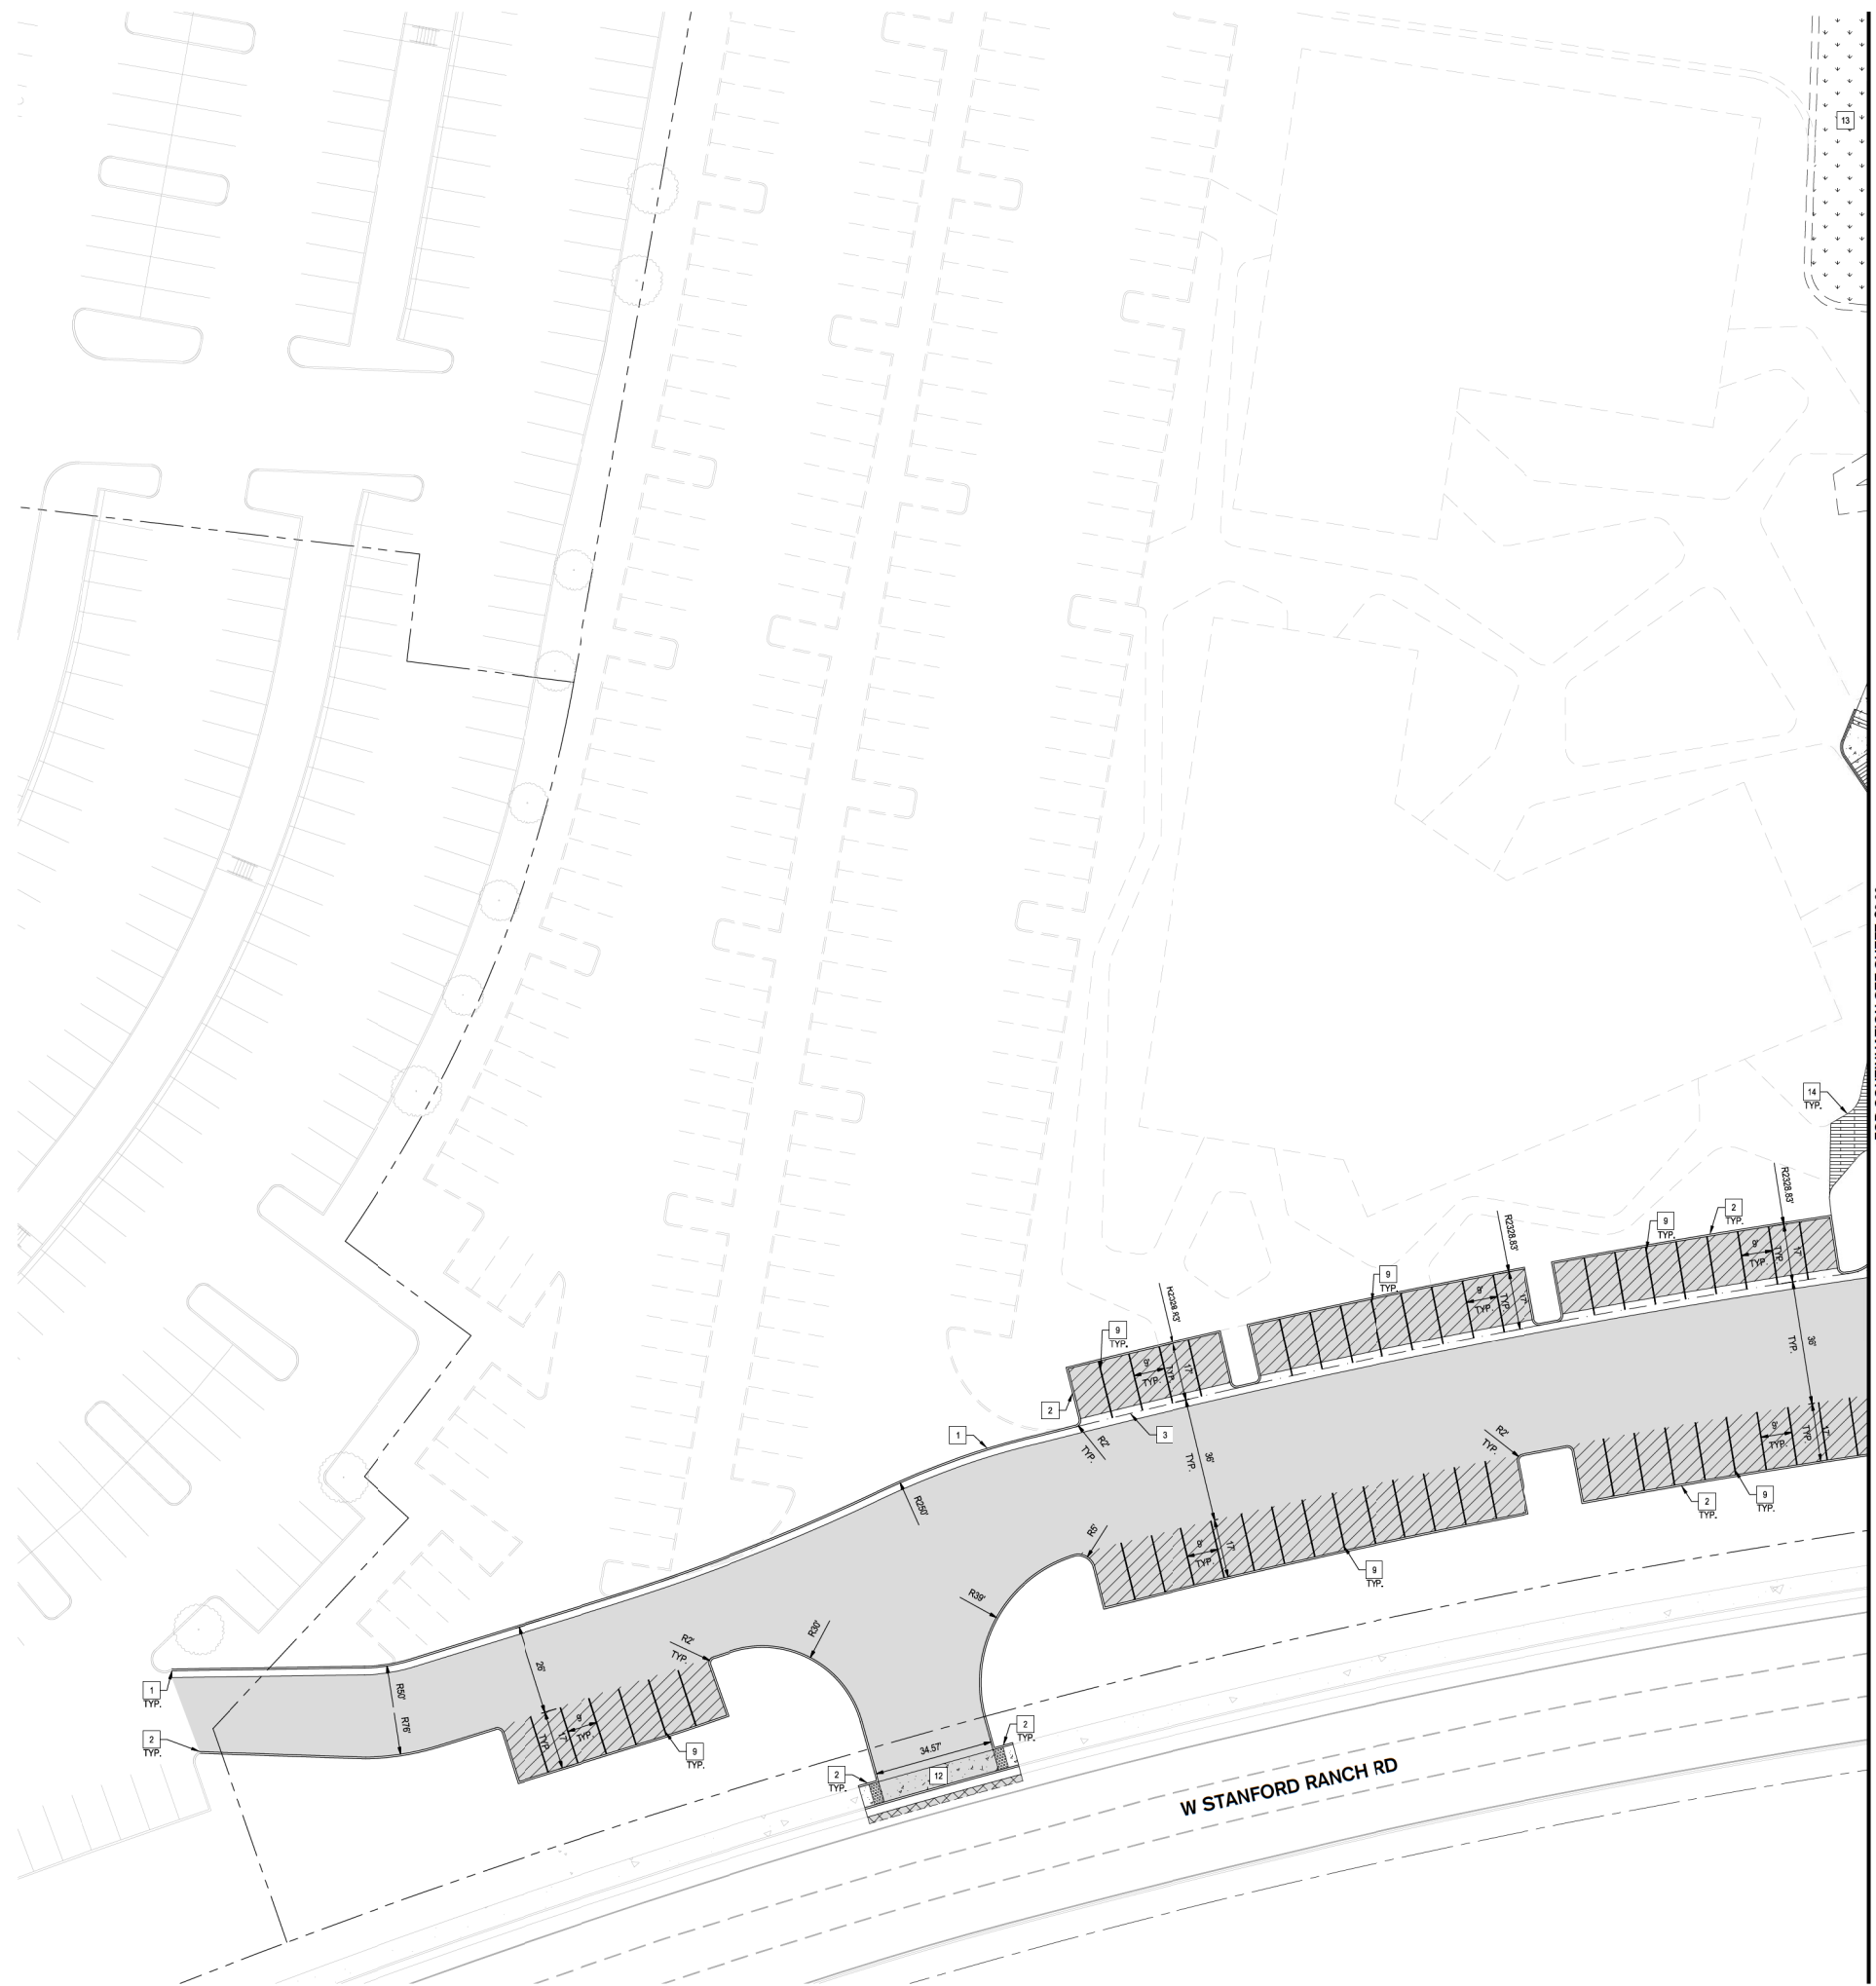 13
14
TYP.
R2328.83'
2
TYP.
9
TYP.
R2328.83'
9'
TYP.
17'
TYP.
9
TYP.
R2328.83'
9'
TYP.
17'
TYP.
36'
TYP.
9
TYP.
9'
TYP.
17'
TYP.
2
3
1
R2'
TYP.
36'
TYP.
R2'
TYP.
9'
TYP.
17'
TYP.
R250'
9
TYP.
2
TYP.
R5'
9'
TYP.
17'
9
TYP.
R39'
R30'
R2'
TYP.
26'
1
TYP.
R50'
R76'
9'
TYP.
17'
TYP.
2
TYP.
9
TYP.
2
TYP.
34.57'
2
TYP.
12
W STANFORD RANCH RD